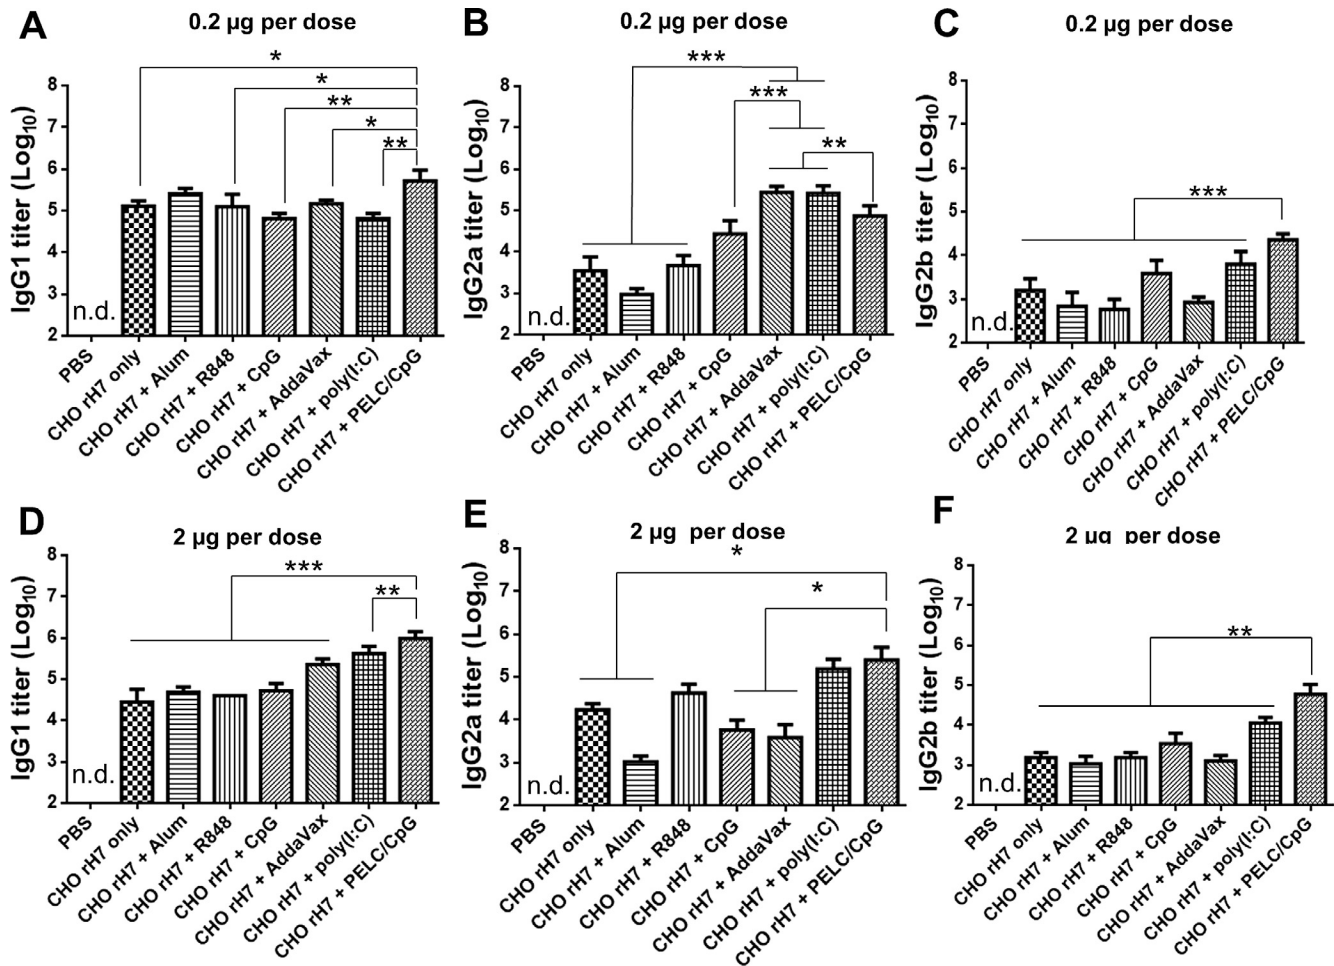 A
0.2 µg per dose
IgG1 titer (Log10)
8
7
6
5
4
3
2
*
*
**
*
**
n.d.
PBS
CHO rH7 only
CHO rH7 + Alum
CHO rH7 + R848
CHO rH7 + CpG
CHO rH7 + AddaVax
CHO rH7 + poly(I:C)
CHO rH7 + PELC/CpG
B
0.2 µg per dose
IgG2a titer (Log10)
8
7
6
5
4
3
2
***
***
**
n.d.
PBS
CHO rH7 only
CHO rH7 + Alum
CHO rH7 + R848
CHO rH7 + CpG
CHO rH7 + AddaVax
CHO rH7 + poly(I:C)
CHO rH7 + PELC/CpG
C
0.2 µg per dose
IgG2b titer (Log10)
8
7
6
5
4
3
2
***
n.d.
PBS
CHO rH7 only
CHO rH7 + Alum
CHO rH7 + R848
CHO rH7 + CpG
CHO rH7 + AddaVax
CHO rH7 + poly(I:C)
CHO rH7 + PELC/CpG
D
2 µg per dose
IgG1 titer (Log10)
8
7
6
5
4
3
2
***
**
n.d.
PBS
CHO rH7 only
CHO rH7 + Alum
CHO rH7 + R848
CHO rH7 + CpG
CHO rH7 + AddaVax
CHO rH7 + poly(I:C)
CHO rH7 + PELC/CpG
E
2 µg per dose
IgG2a titer (Log10)
8
7
6
5
4
3
2
*
*
n.d.
PBS
CHO rH7 only
CHO rH7 + Alum
CHO rH7 + R848
CHO rH7 + CpG
CHO rH7 + AddaVax
CHO rH7 + poly(I:C)
CHO rH7 + PELC/CpG
F
2 µg per dose
IgG2b titer (Log10)
8
7
6
5
4
3
2
**
n.d.
PBS
CHO rH7 only
CHO rH7 + Alum
CHO rH7 + R848
CHO rH7 + CpG
CHO rH7 + AddaVax
CHO rH7 + poly(I:C)
CHO rH7 + PELC/CpG